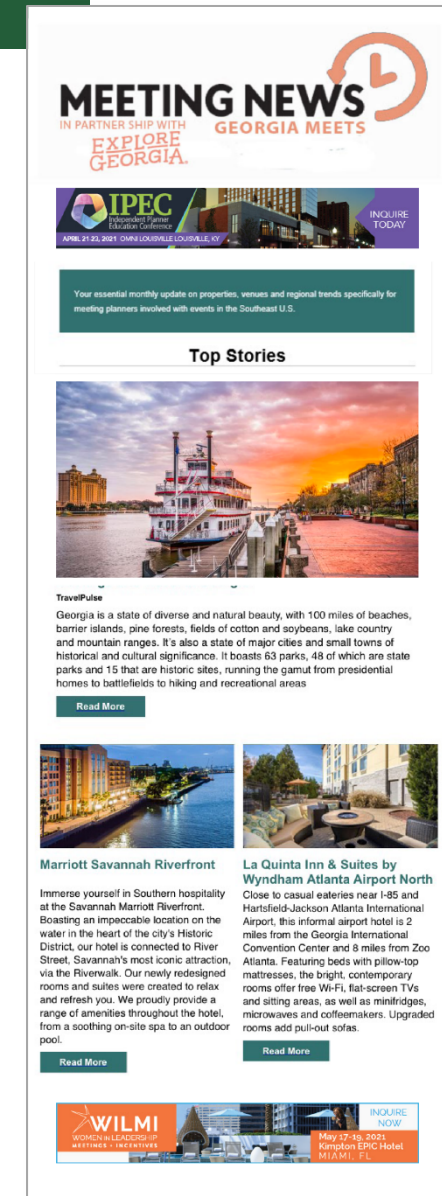 MEETING NEWS
IN PARTNER SHIP WITH
GEORGIA MEETS
EXPLORE
GEORGIA.
IPEC
Independent Planner
Education Conference
APRIL 21-23, 2021 OMNI LOUISVILLE LOUISVILLE, KY
INQUIRE
TODAY
Your essential monthly update on properties, venues and regional trends specifically for
meeting planners involved with events in the Southeast U.S.
Top Stories
TravelPulse
Georgia is a state of diverse and natural beauty, with 100 miles of beaches,
barrier islands, pine forests, fields of cotton and soybeans, lake country
and mountain ranges. It's also a state of major cities and small towns of
historical and cultural significance. It boasts 63 parks, 48 of which are state
parks and 15 that are historic sites, running the gamut from presidential
homes to battlefields to hiking and recreational areas
Read More
Marriott Savannah Riverfront
Immerse yourself in Southern hospitality
at the Savannah Marriott Riverfront.
Boasting an impeccable location on the
water in the heart of the city's Historic
District, our hotel is connected to River
Street, Savannah's most iconic attraction,
via the Riverwalk. Our newly redesigned
rooms and suites were created to relax
and refresh you. We proudly provide a
range of amenities throughout the hotel,
from a soothing on-site spa to an outdoor
pool.
Read More
La Quinta Inn & Suites by
Wyndham Atlanta Airport North
Close to casual eateries near I-85 and
Hartsfield-Jackson Atlanta International
Airport, this informal airport hotel is 2
miles from the Georgia International
Convention Center and 8 miles from Zoo
Atlanta. Featuring beds with pillow-top
mattresses, the bright, contemporary
rooms offer free Wi-Fi, flat-screen TVs
and sitting areas, as well as minifridges,
microwaves and coffeemakers. Upgraded
rooms add pull-out sofas.
Read More
WILMI
WOMEN IN LEADERSHIP
MEETINGS + INCENTIVES
INQUIRE
NOW
May 17-19, 2021
Kimpton EPIC Hotel
MIAMI, FL